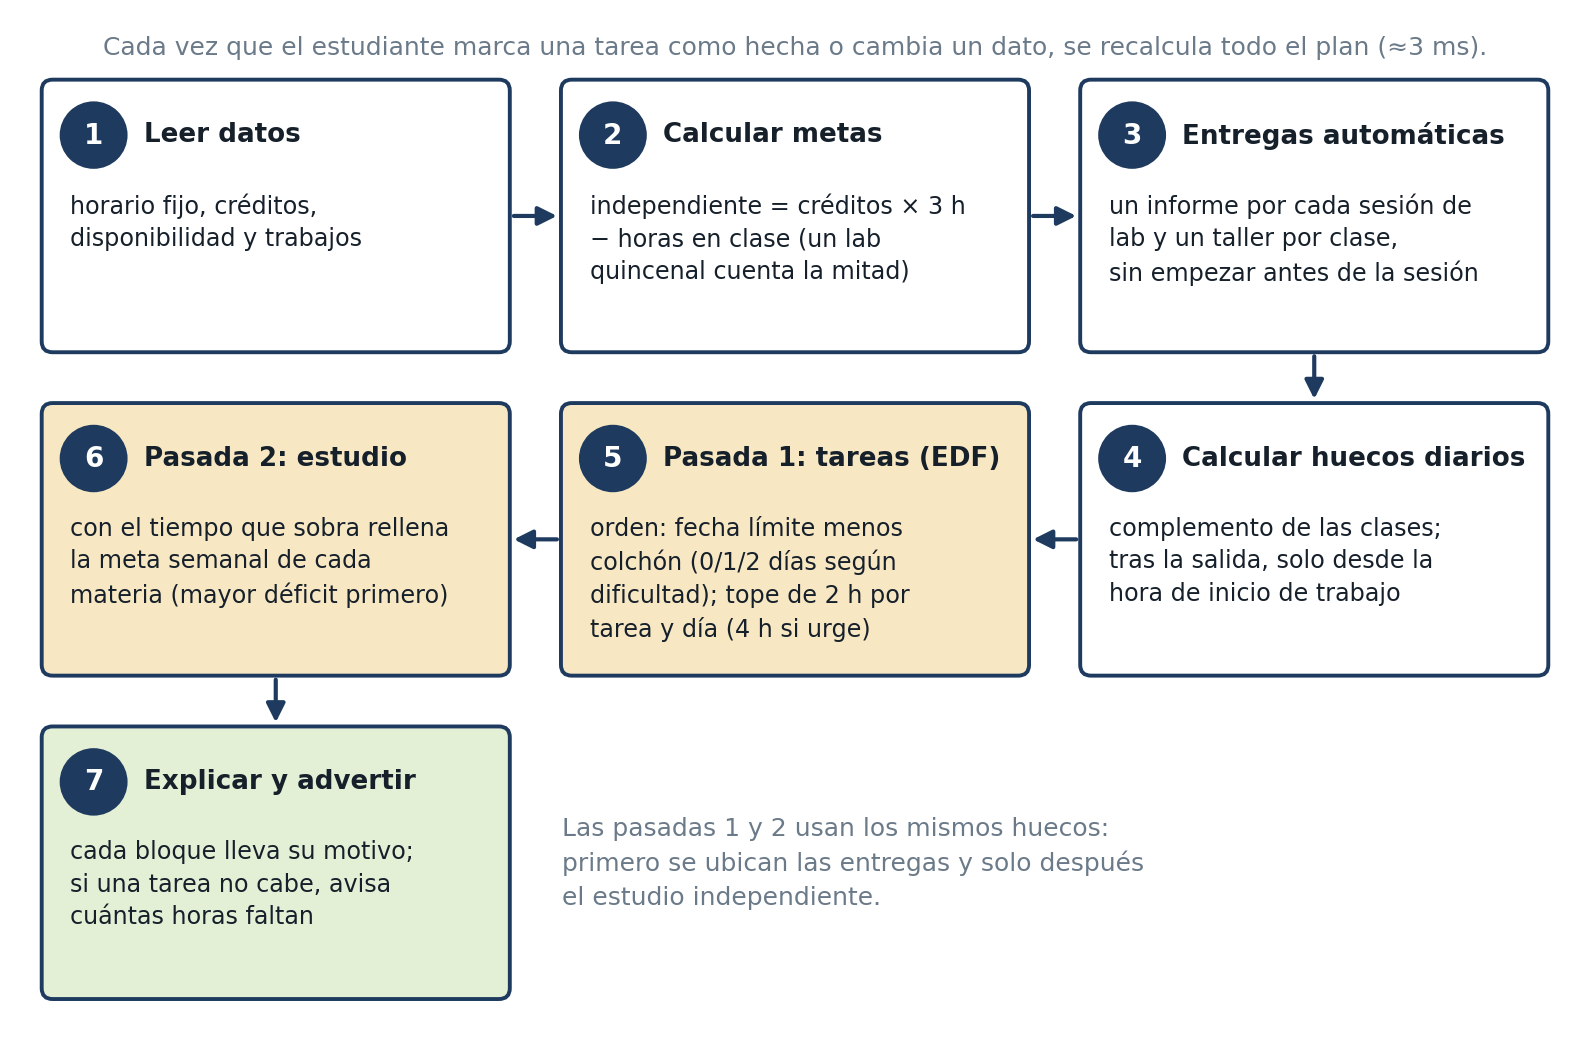 Cada vez que el estudiante marca una tarea como hecha o cambia un dato, se recalcula todo el plan (≈3 ms).
1 Leer datos
horario fijo, créditos,
disponibilidad y trabajos
2 Calcular metas
independiente = créditos × 3 h
− horas en clase (un lab
quincenal cuenta la mitad)
3 Entregas automáticas
un informe por cada sesión de
lab y un taller por clase,
sin empezar antes de la sesión
4 Calcular huecos diarios
complemento de las clases;
tras la salida, solo desde la
hora de inicio de trabajo
5 Pasada 1: tareas (EDF)
orden: fecha límite menos
colchón (0/1/2 días según
dificultad); tope de 2 h por
tarea y día (4 h si urge)
6 Pasada 2: estudio
con el tiempo que sobra rellena
la meta semanal de cada
materia (mayor déficit primero)
7 Explicar y advertir
cada bloque lleva su motivo;
si una tarea no cabe, avisa
cuántas horas faltan
Las pasadas 1 y 2 usan los mismos huecos:
primero se ubican las entregas y solo después
el estudio independiente.